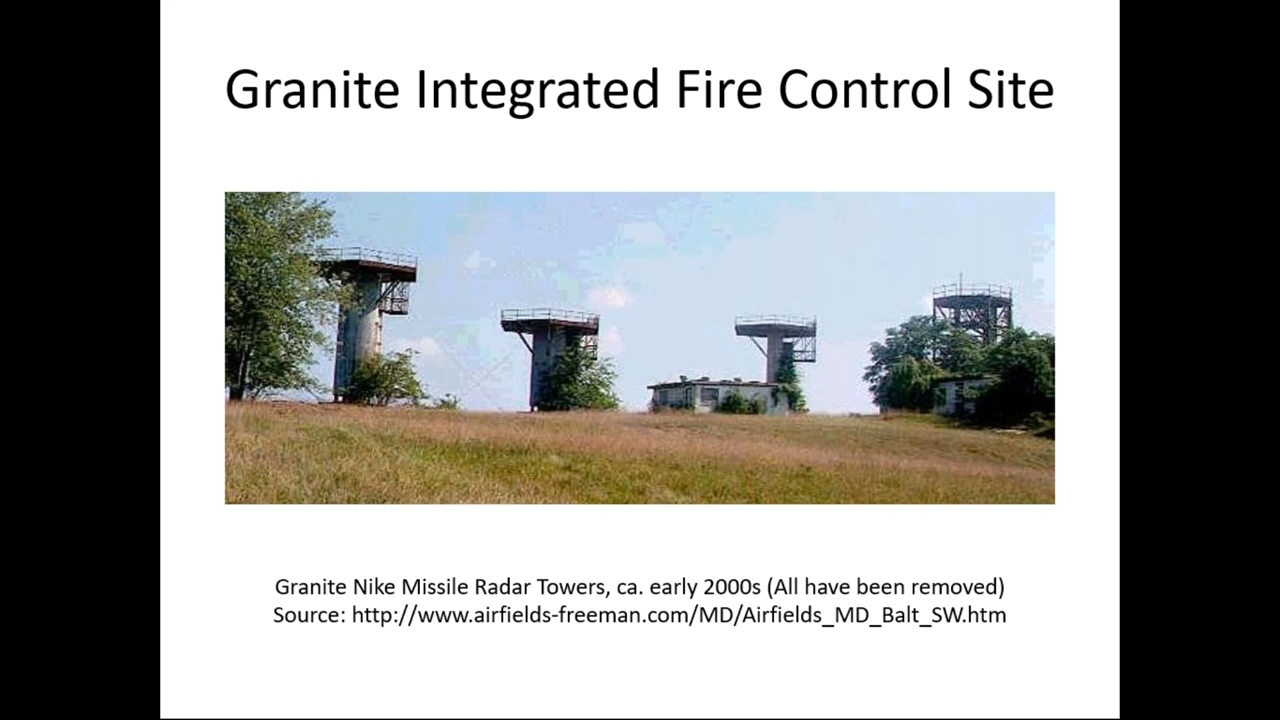 Granite Integrated Fire Control Site
Granite Nike Missile Radar Towers, ca. early 2000s (All have been removed)
Source: http://www.airfields-freeman.com/MD/Airfields_MD_Balt_SW.htm